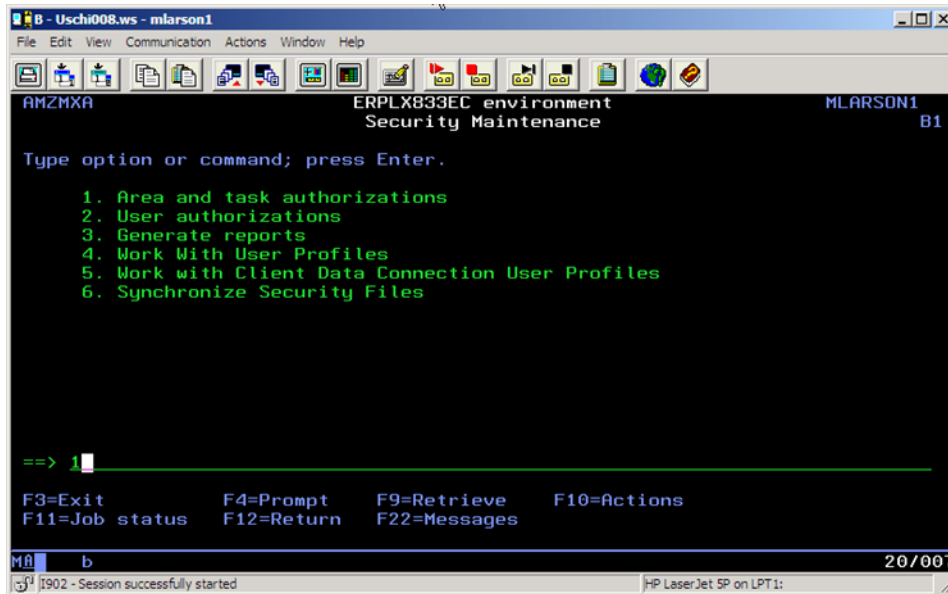 B - Uschi008.ws - mlarson1
File Edit View Communication Actions Window Help
AMZMXA ERPLX833EC environment MLARSON1
Security Maintenance B1
Type option or command; press Enter.
1. Area and task authorizations
2. User authorizations
3. Generate reports
4. Work With User Profiles
5. Work with Client Data Connection User Profiles
6. Synchronize Security Files
==> 1
F3=Exit F4=Prompt F9=Retrieve F10=Actions
F11=Job status F12=Return F22=Messages
MA b 20/007
I902 - Session successfully started HP LaserJet 5P on LPT1: